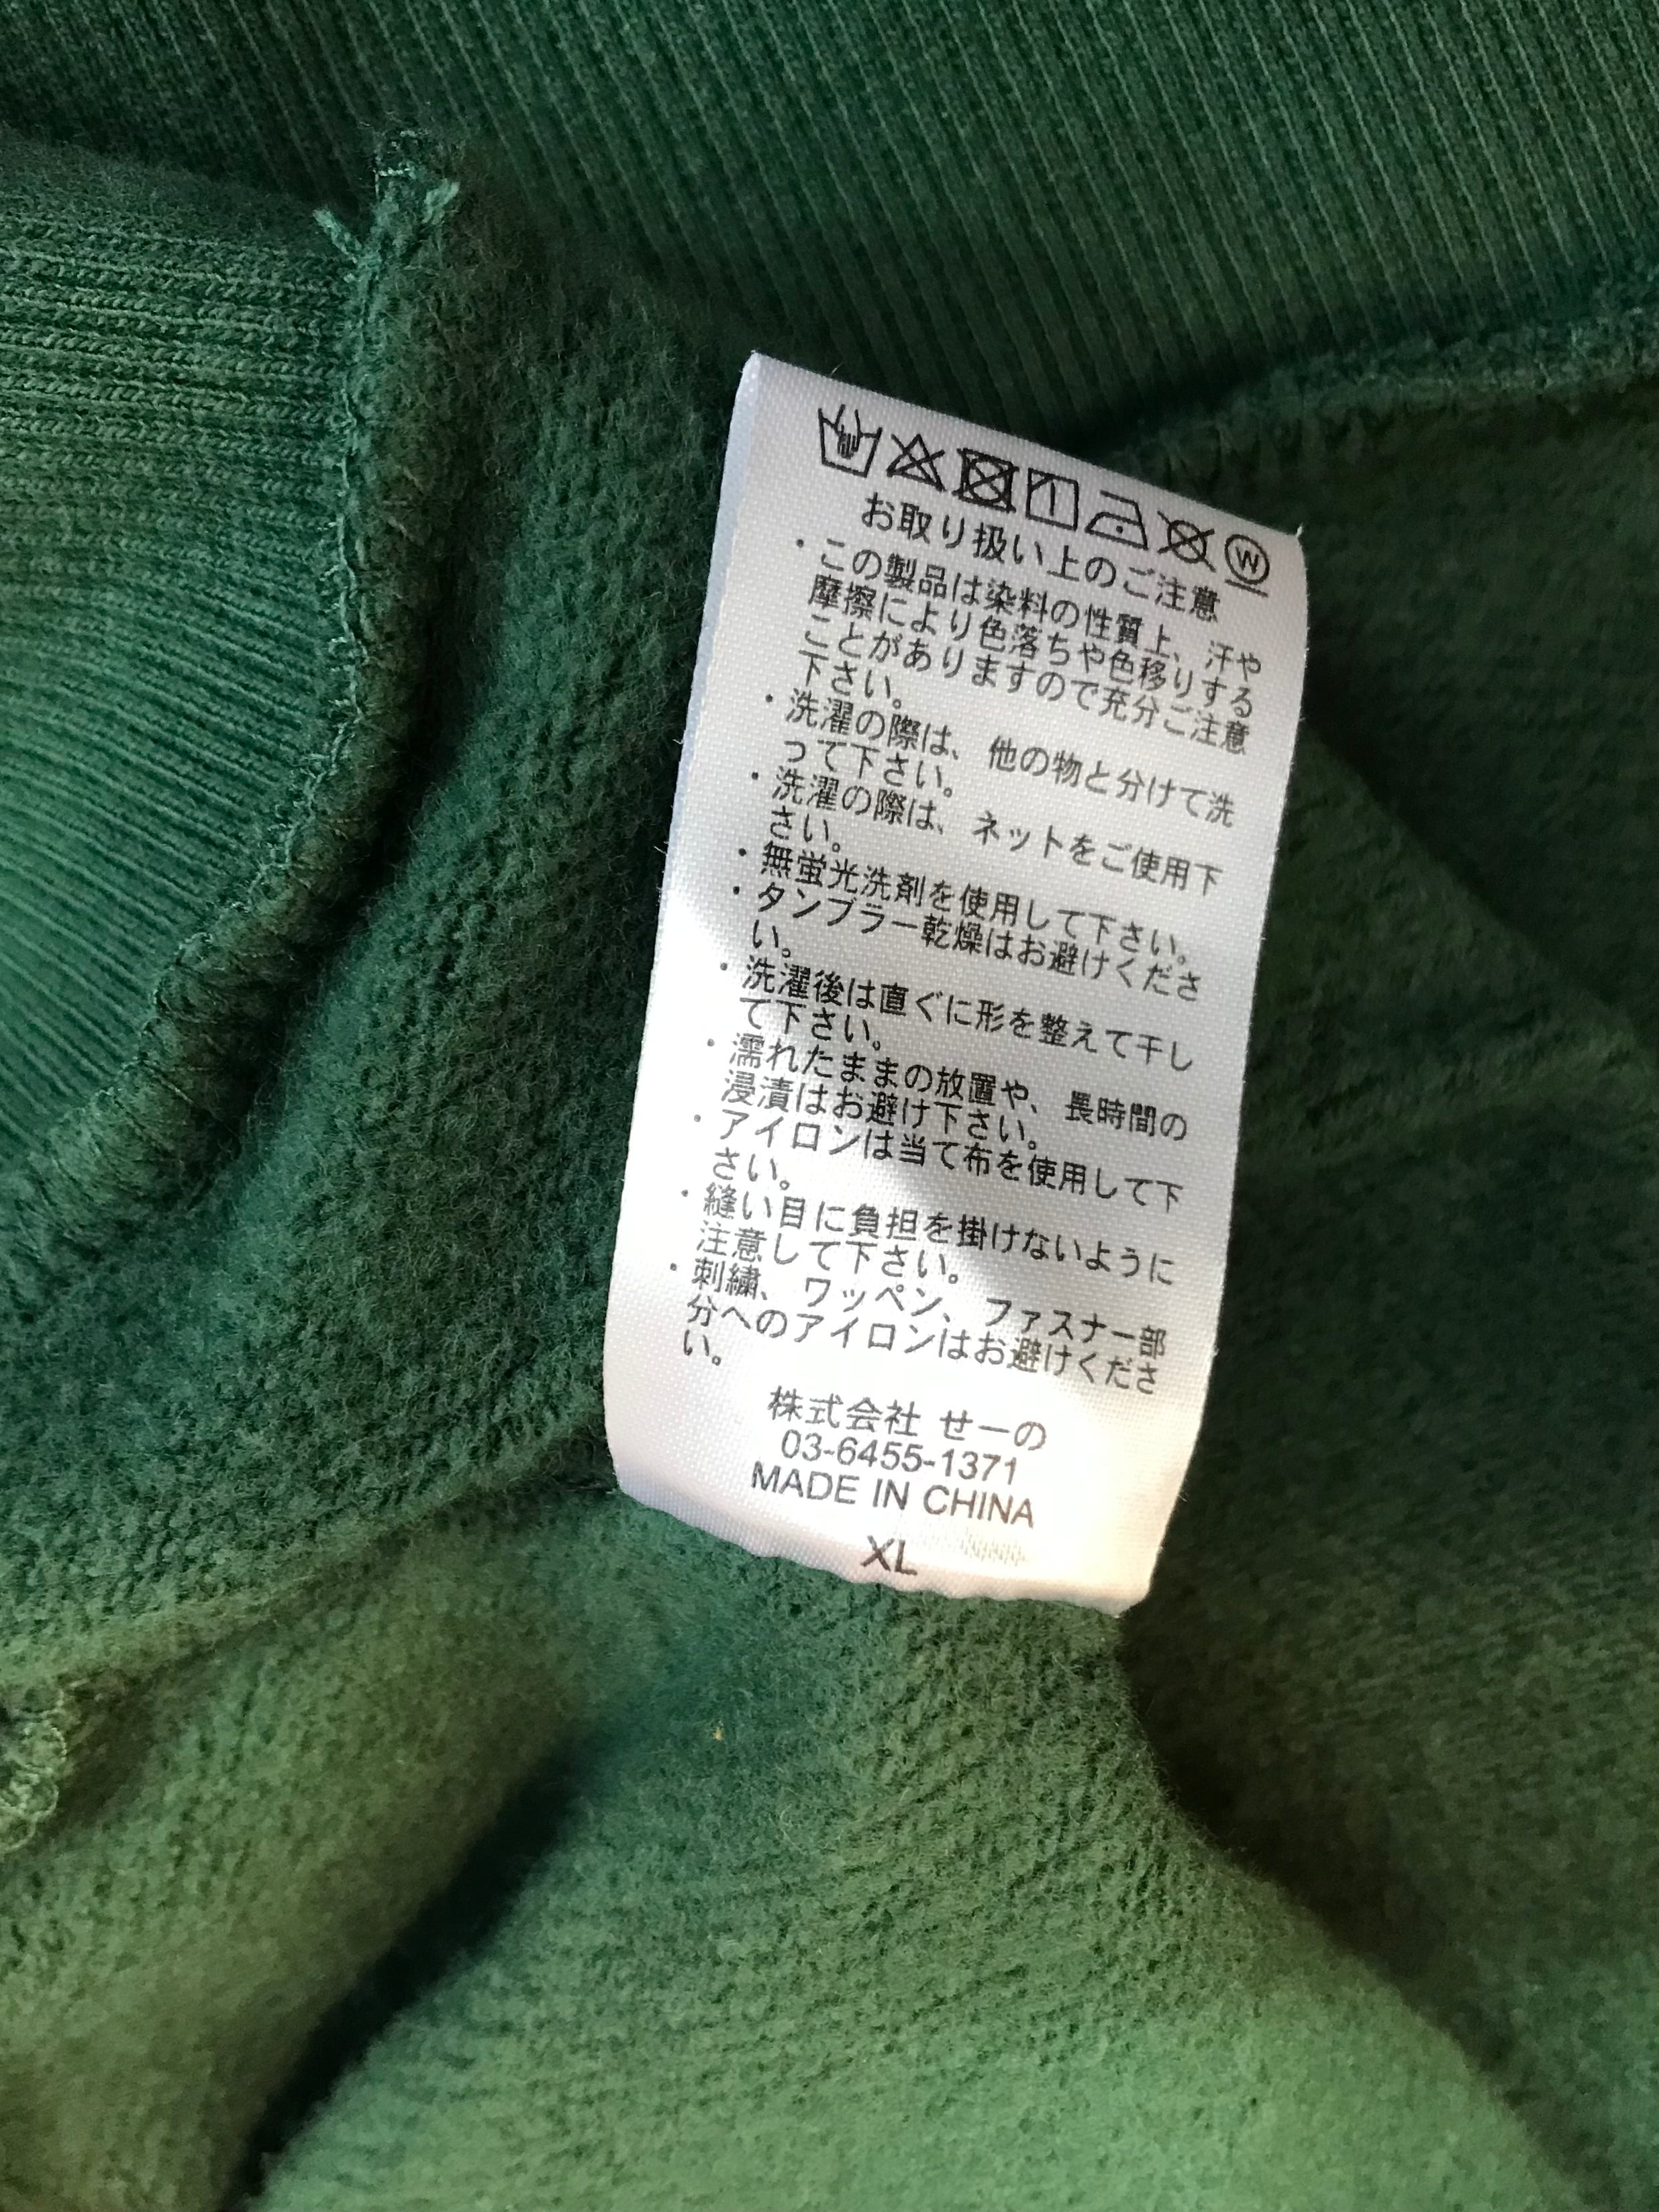 W
お取り扱い上のご注意
・この製品は染料の性質上、汗や
摩擦により色落ちや色移りする
ことがありますので充分ご注意
下さい。
・洗濯の際は、他の物と分けて洗
って下さい。
・洗濯の際は、ネットをご使用下
さい。
・無蛍光洗剤を使用して下さい。
・タンブラー乾燥はお避けくださ
い。
・洗濯後は直ぐに形を整えて干し
て下さい。
・濡れたままの放置や、長時間の
浸漬はお避け下さい。
・アイロンは当て布を使用して下
さい。
・縫い目に負担を掛けないように
注意して下さい。
・刺繍、ワッペン、ファスナー部
分へのアイロンはお避けくださ
い。
株式会社 せーの
03-6455-1371
MADE IN CHINA
XL